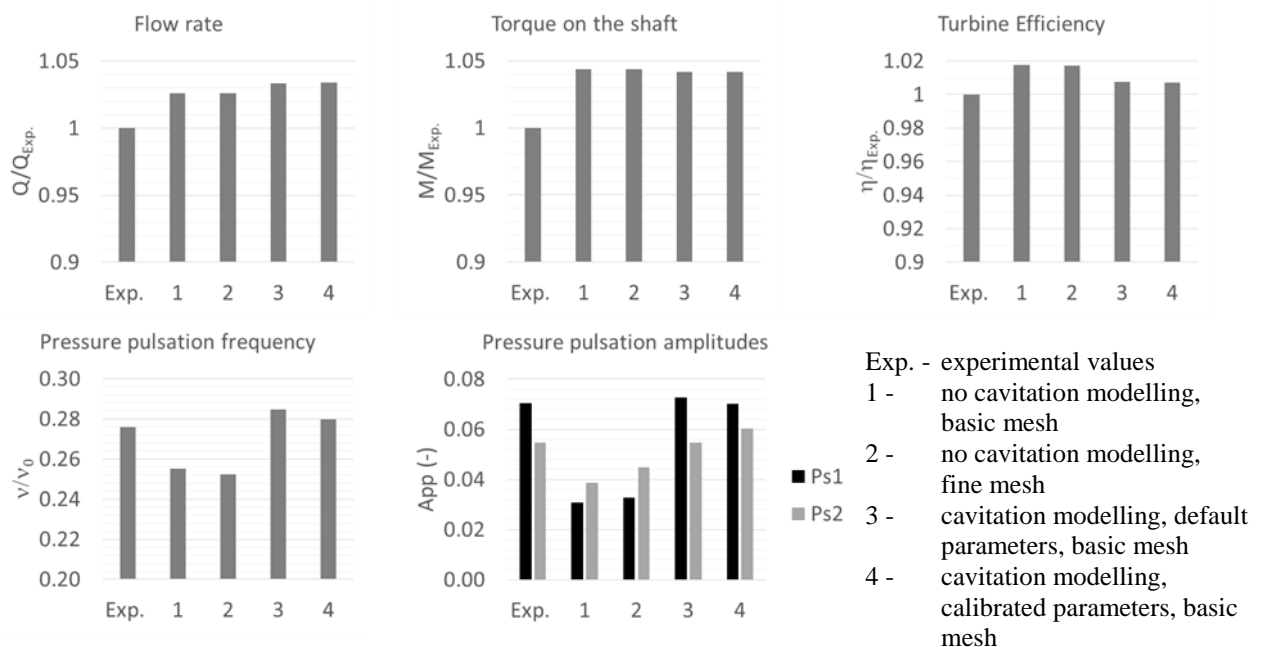 Flow rate
Q/QExp.
1.05
1
0.95
0.9
Exp. 1 2 3 4
Torque on the shaft
M/MExp.
1.05
1
0.95
0.9
Exp. 1 2 3 4
Turbine Efficiency
η/ηExp.
1.02
1
0.98
0.96
0.94
0.92
0.9
Exp. 1 2 3 4
Pressure pulsation frequency
ν/ν0
0.30
0.28
0.26
0.24
0.22
0.20
Exp. 1 2 3 4
Pressure pulsation amplitudes
App (-)
0.08
0.06
0.04
0.02
0.00
Exp. 1 2 3 4
Ps1
Ps2
Exp. - experimental values
1 - no cavitation modelling,
basic mesh
2 - no cavitation modelling,
fine mesh
3 - cavitation modelling, default
parameters, basic mesh
4 - cavitation modelling,
calibrated parameters, basic
mesh